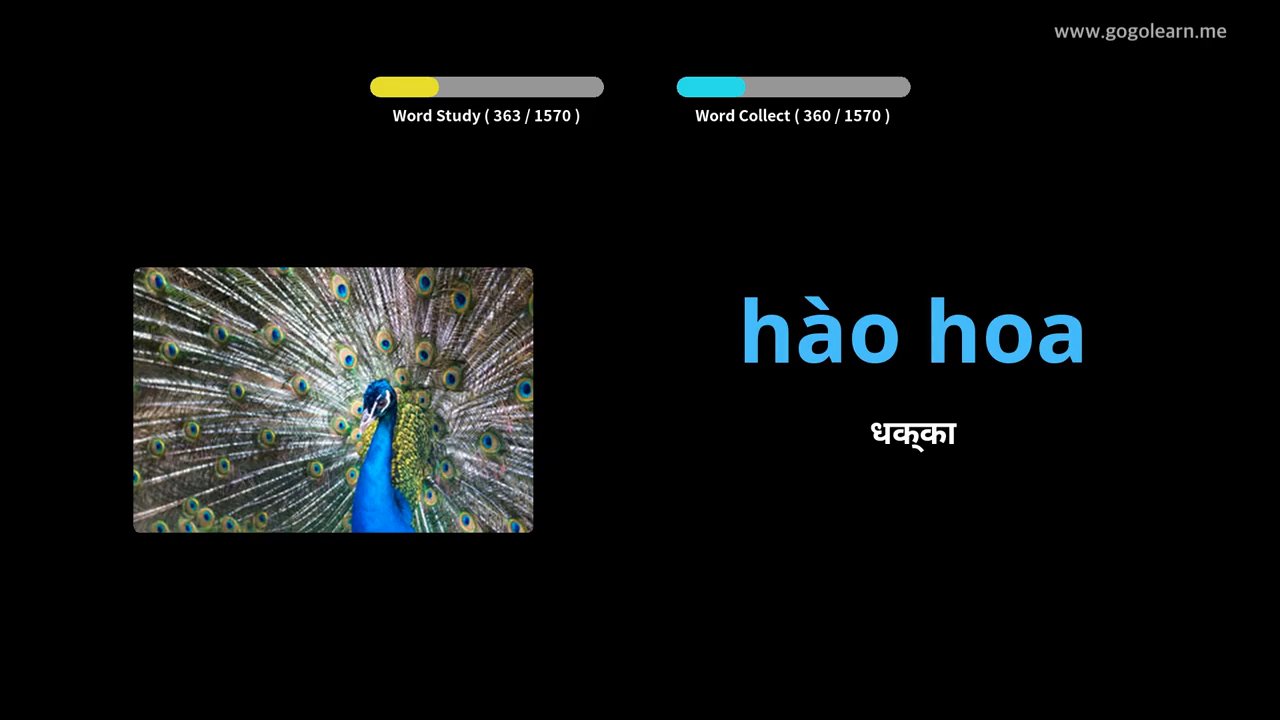 www.gogolearn.me
Word Study ( 363 / 1570 )
Word Collect ( 360 / 1570 )
hào hoa
धक्का